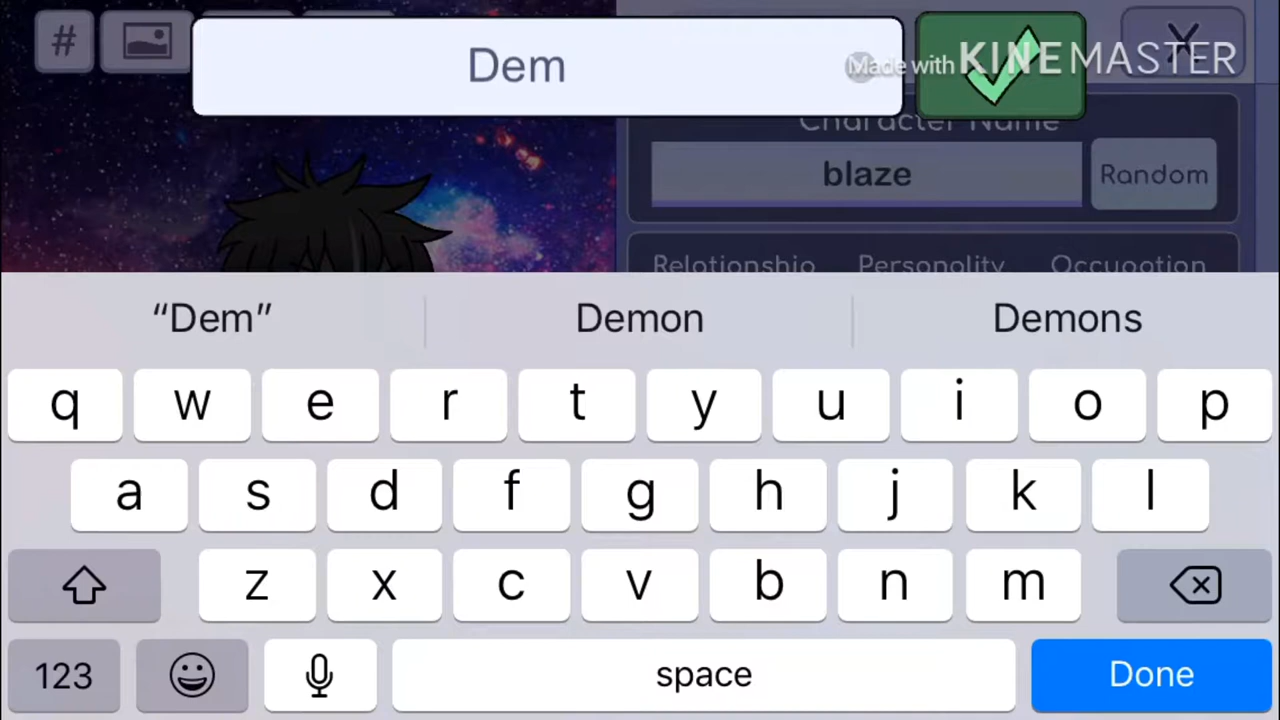 #
Dem
Made with KINEMASTER
X
Character Name
blaze
Random
Relationship Personality Occupation
“Dem” Demon Demons
q w e r t y u i o p
a s d f g h j k l
z x c v b n m
123 space Done